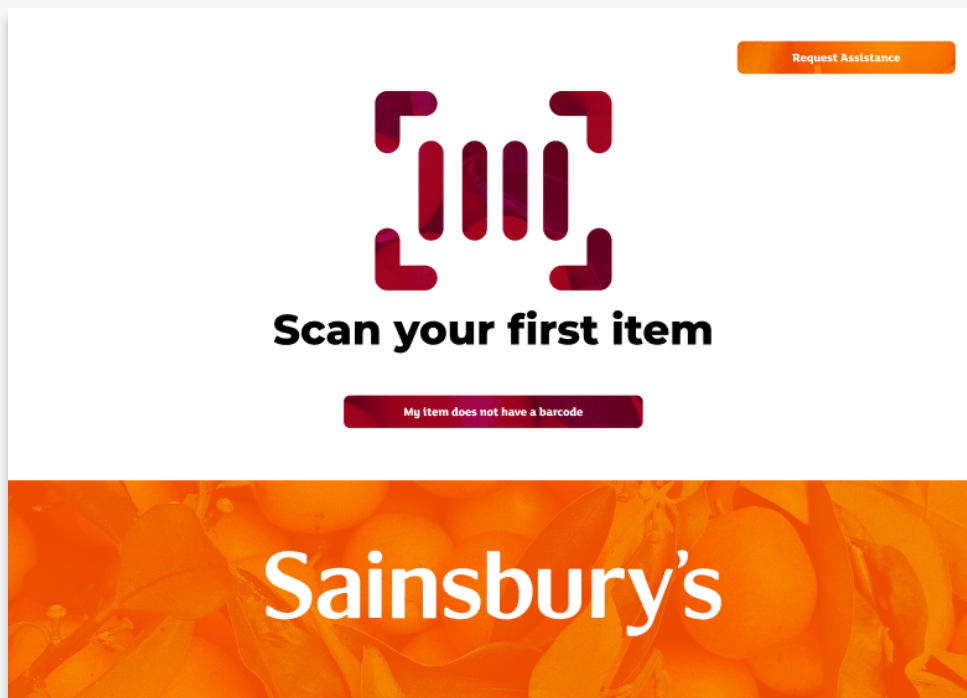 Request Assistance
Scan your first item
My item does not have a barcode
Sainsbury's